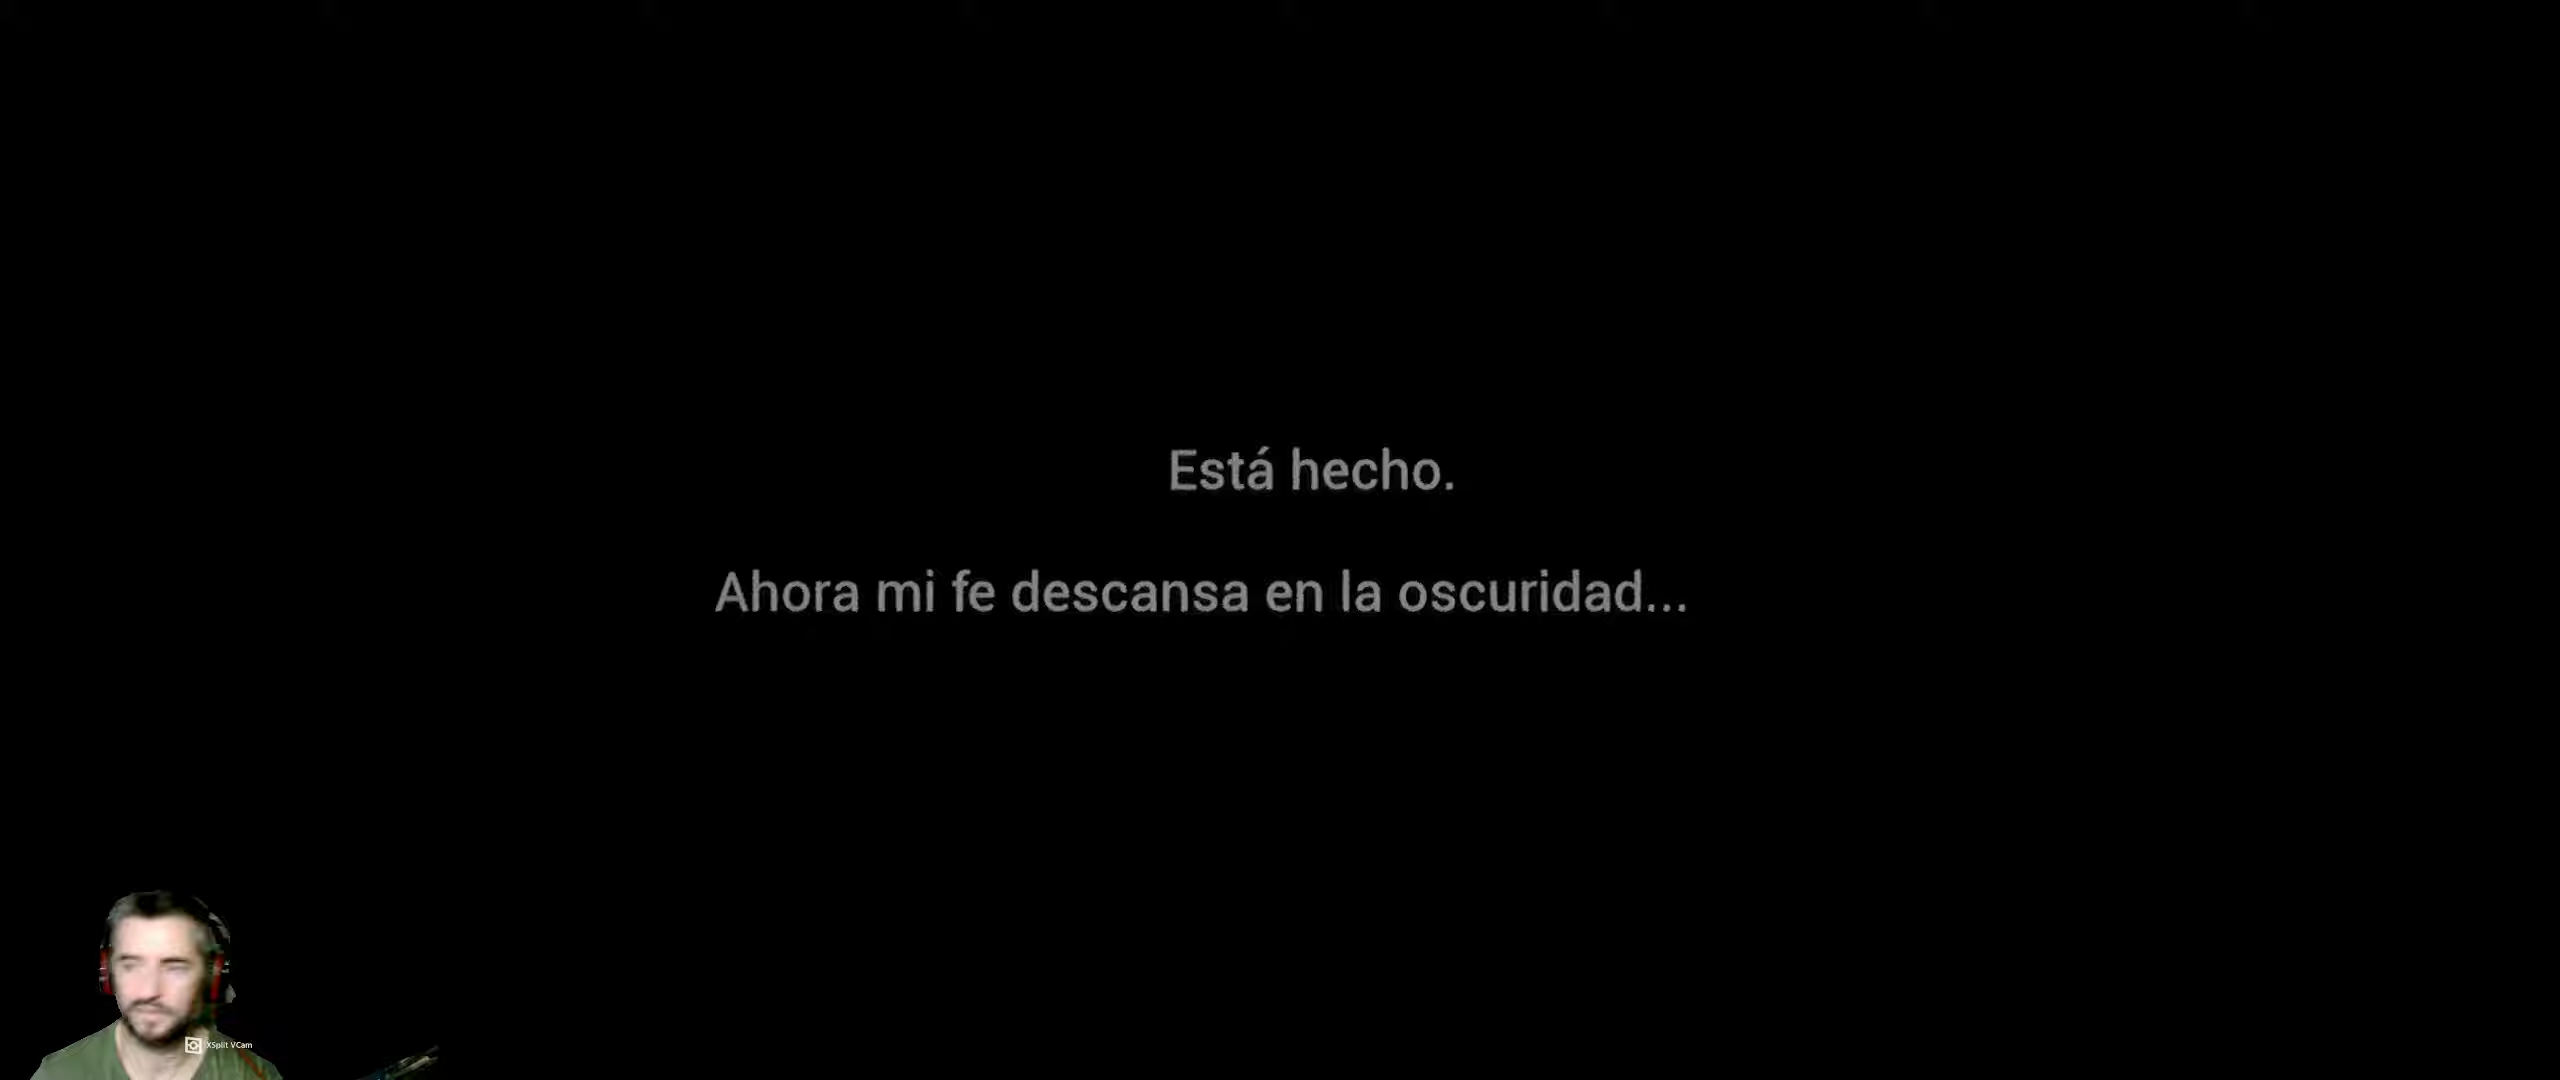 Está hecho.
Ahora mi fe descansa en la oscuridad...
XSplit VCam